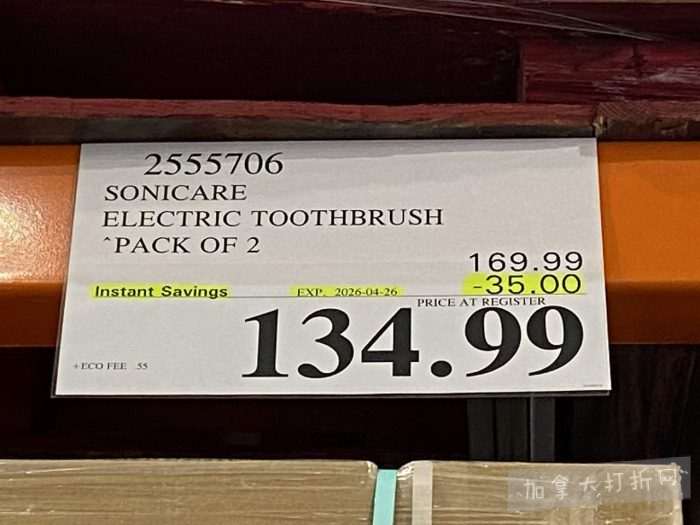 2555706
SONICARE
ELECTRIC TOOTHBRUSH
^PACK OF 2
169.99
Instant Savings EXP. 2026-04-26 -35.00
PRICE AT REGISTER
134.99
+ECO FEE .55
加拿大打折网